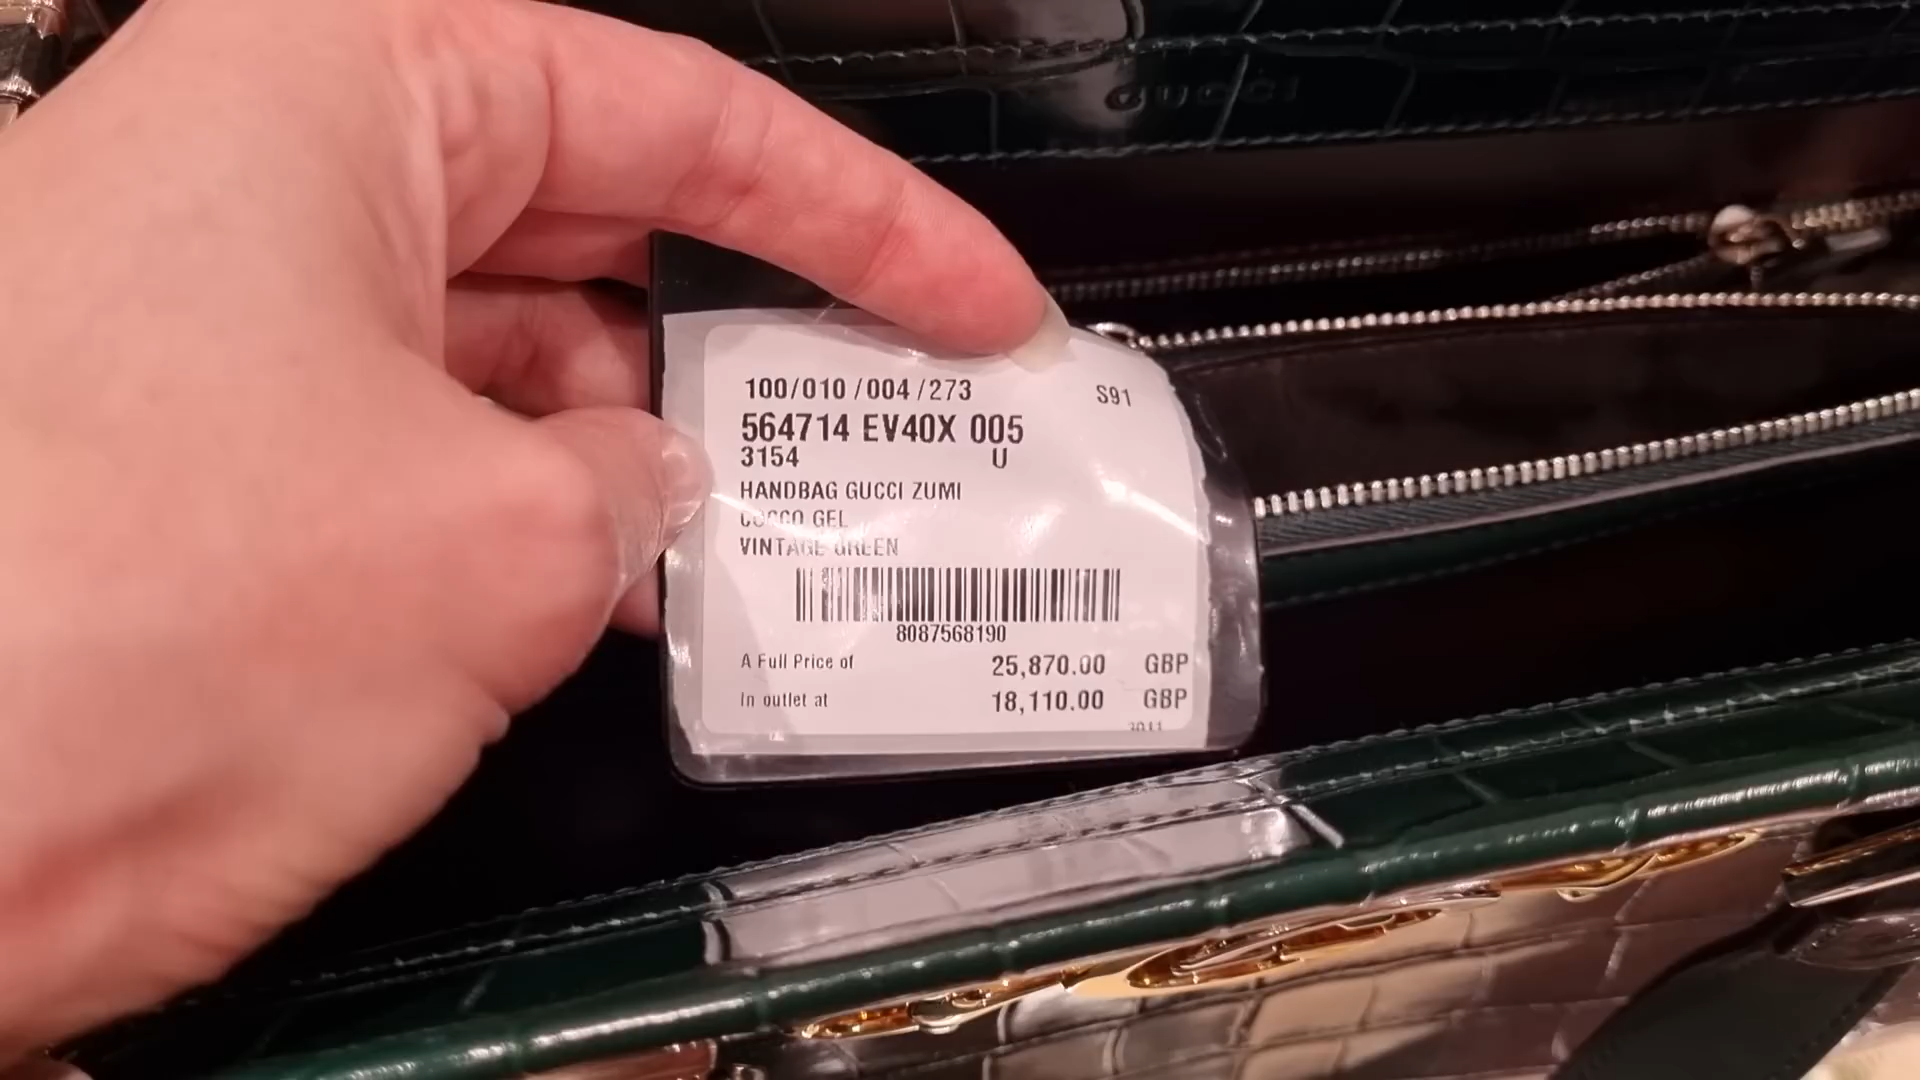 GUCCI
100/010 /004 /273 S91
564714 EV40X 005
3154 U
HANDBAG GUCCI ZUMI
COCCO GEL
VINTAGE GREEN
8087568190
A Full Price of 25,870.00 GBP
In outlet at 18,110.00 GBP